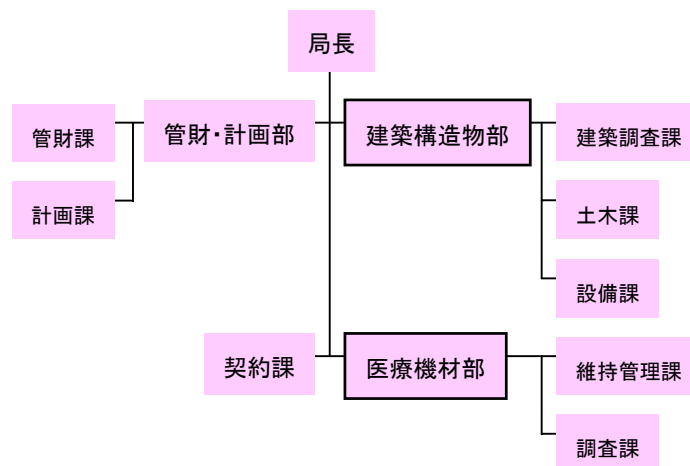 局長
管財課
管財・計画部
建築構造物部
建築調査課
計画課
土木課
設備課
契約課
医療機材部
維持管理課
調査課